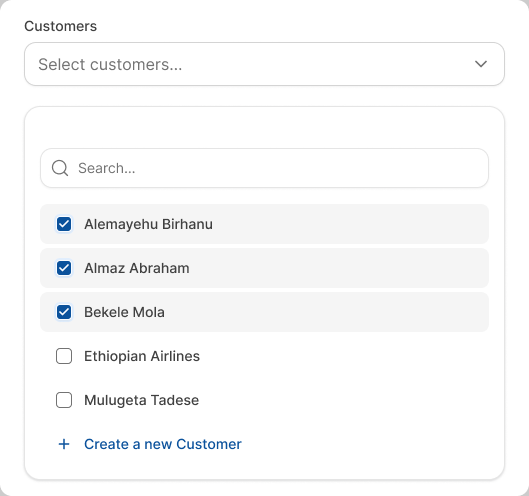 Customers
Select customers...
Search...
Alemayehu Birhanu
Almaz Abraham
Bekele Mola
Ethiopian Airlines
Mulugeta Tadese
Create a new Customer